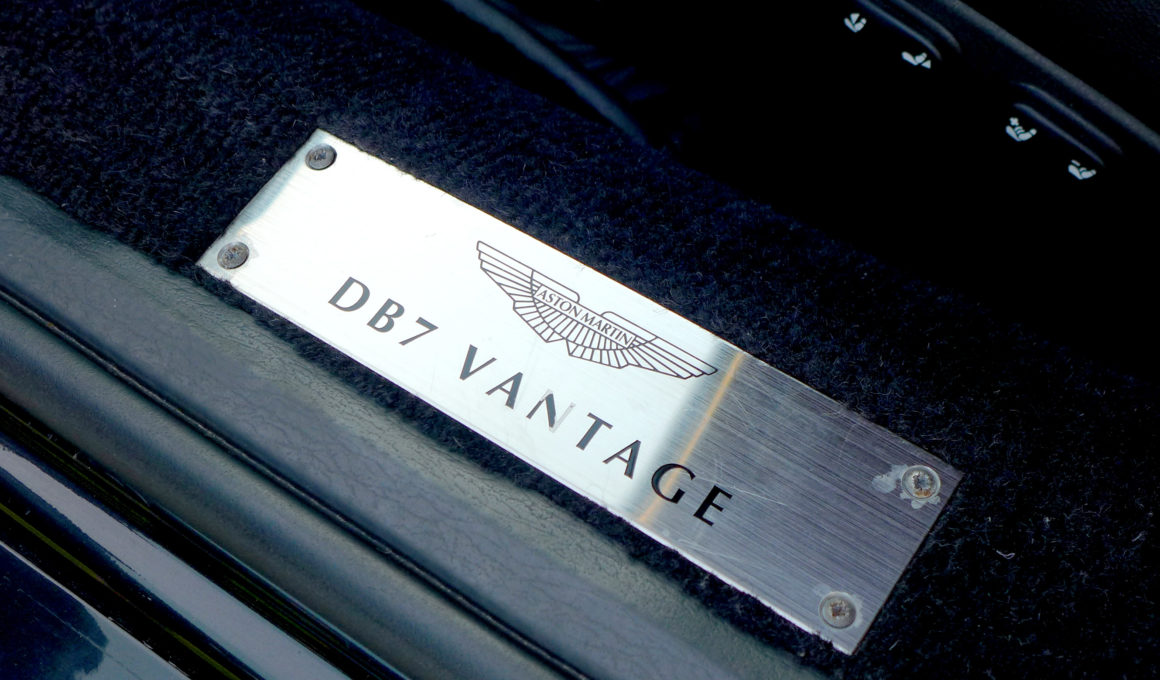 ASTON MARTIN
DB7 VANTAGE